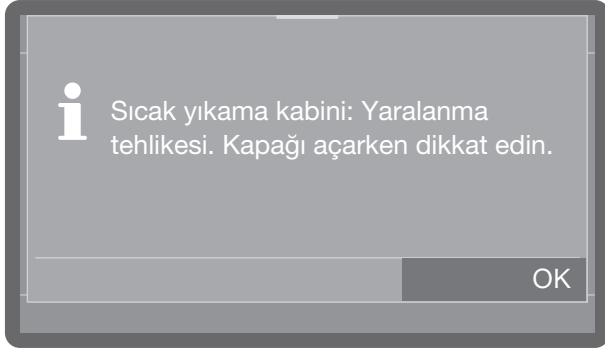 Sıcak yıkama kabini: Yaralanma
tehlikesi. Kapağı açarken dikkat edin.
OK